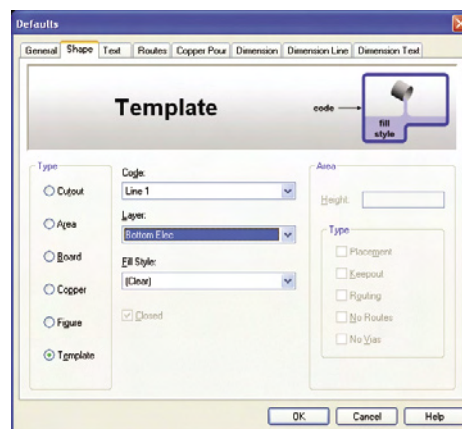 Defaults
General Shape Text Routes Copper Pour Dimension Dimension Line Dimension Text
Template
code
fill
style
Type
Cutout
Area
Board
Copper
Figure
Template
Code:
Line 1
Layer:
Bottom Elec
Fill Style:
(Clear)
Closed
Area
Height:
Type
Placement
Keepout
Routing
No Routes
No Vias
OK Cancel Help